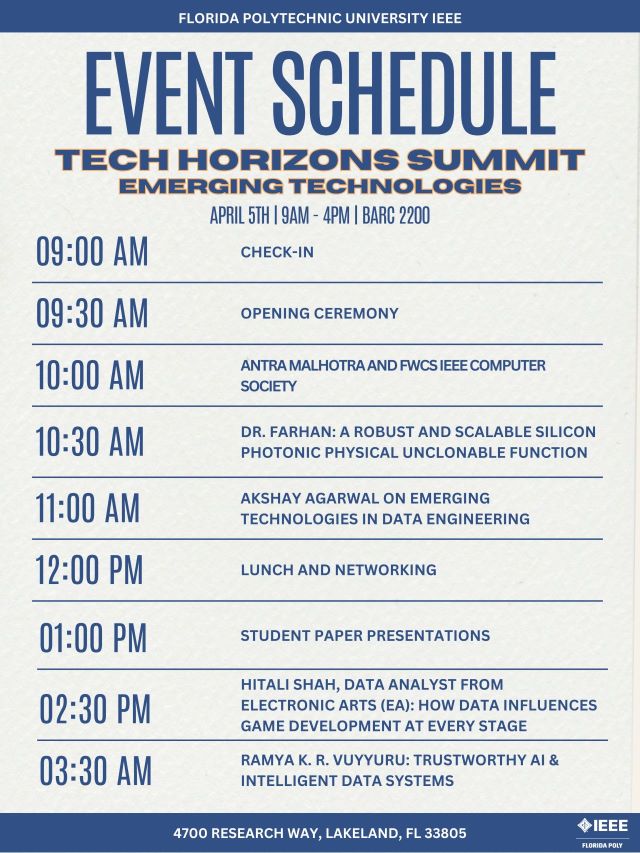 FLORIDA POLYTECHNIC UNIVERSITY IEEE
EVENT SCHEDULE
TECH HORIZONS SUMMIT
EMERGING TECHNOLOGIES
APRIL 5TH | 9AM - 4PM | BARC 2200
09:00 AM CHECK-IN
09:30 AM OPENING CEREMONY
10:00 AM ANTRA MALHOTRA AND FWCS IEEE COMPUTER
SOCIETY
10:30 AM DR. FARHAN: A ROBUST AND SCALABLE SILICON
PHOTONIC PHYSICAL UNCLONABLE FUNCTION
11:00 AM AKSHAY AGARWAL ON EMERGING
TECHNOLOGIES IN DATA ENGINEERING
12:00 PM LUNCH AND NETWORKING
01:00 PM STUDENT PAPER PRESENTATIONS
02:30 PM HITALI SHAH, DATA ANALYST FROM
ELECTRONIC ARTS (EA): HOW DATA INFLUENCES
GAME DEVELOPMENT AT EVERY STAGE
03:30 AM RAMYA K. R. VUYYURU: TRUSTWORTHY AI &
INTELLIGENT DATA SYSTEMS
4700 RESEARCH WAY, LAKELAND, FL 33805
IEEE
FLORIDA POLY